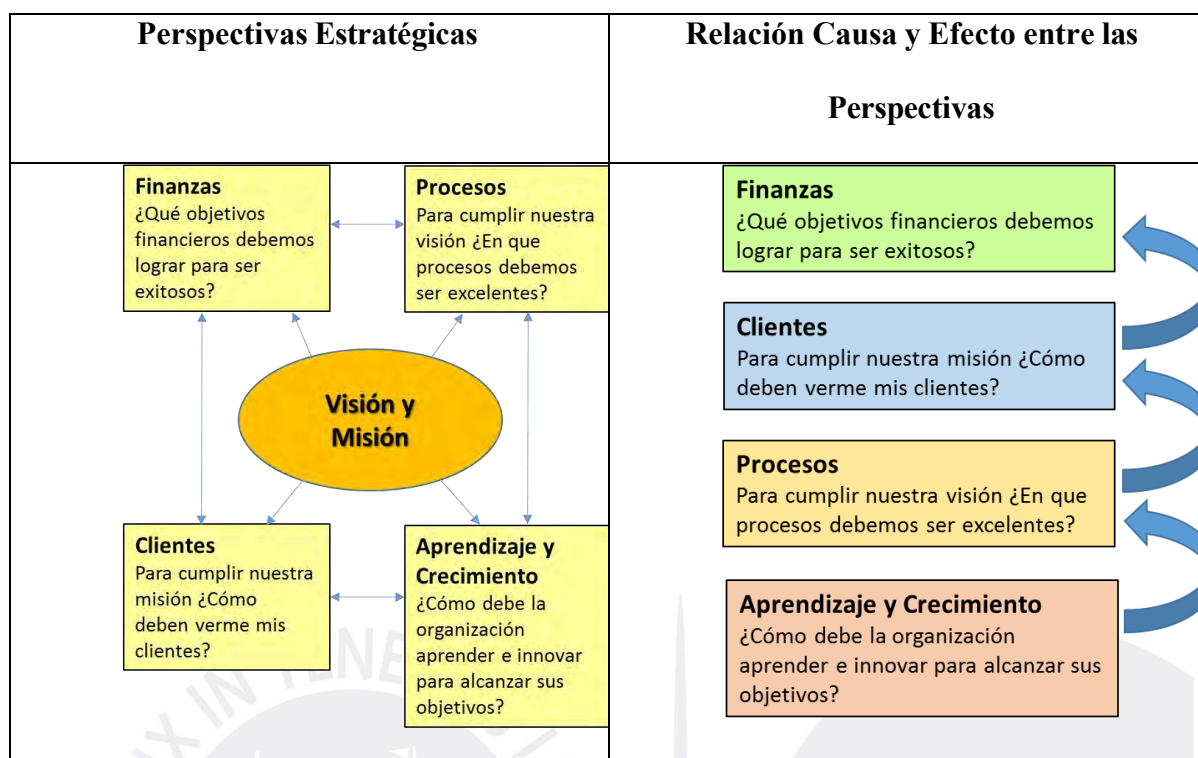 Perspectivas Estratégicas
Relación Causa y Efecto entre las
Perspectivas
Finanzas
¿Qué objetivos
financieros debemos
lograr para ser
exitosos?
Procesos
Para cumplir nuestra
visión ¿En que
procesos debemos
ser excelentes?
Visión y
Misión
Clientes
Para cumplir nuestra
misión ¿Cómo
deben verme mis
clientes?
Aprendizaje y
Crecimiento
¿Cómo debe la
organización
aprender e innovar
para alcanzar sus
objetivos?
Finanzas
¿Qué objetivos financieros debemos
lograr para ser exitosos?
Clientes
Para cumplir nuestra misión ¿Cómo
deben verme mis clientes?
Procesos
Para cumplir nuestra visión ¿En que
procesos debemos ser excelentes?
Aprendizaje y Crecimiento
¿Cómo debe la organización
aprender e innovar para alcanzar sus
objetivos?